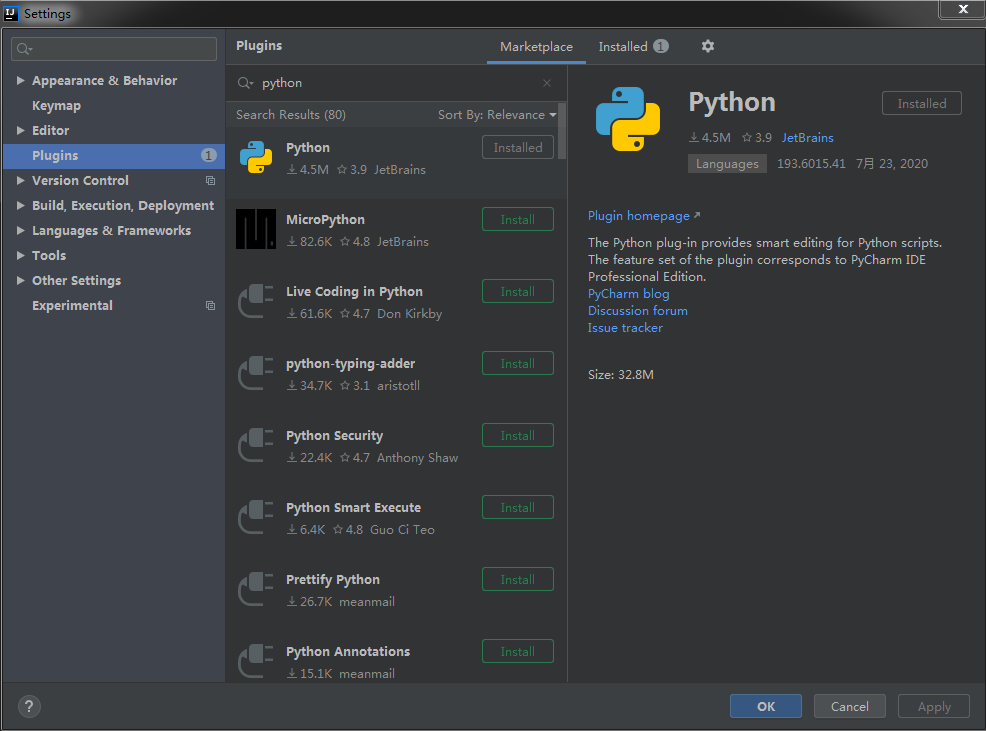 IJ Settings
Appearance & Behavior
Keymap
Editor
Plugins 1
Version Control
Build, Execution, Deployment
Languages & Frameworks
Tools
Other Settings
Experimental
Plugins
Marketplace
Installed 1
python
Search Results (80)
Sort By: Relevance
Python
4.5M 3.9 JetBrains
Installed
MicroPython
82.6K 4.8 JetBrains
Install
Live Coding in Python
61.6K 4.7 Don Kirkby
Install
python-typing-adder
34.7K 3.1 aristotll
Install
Python Security
22.4K 4.7 Anthony Shaw
Install
Python Smart Execute
6.4K 4.8 Guo Ci Teo
Install
Prettify Python
26.7K meanmail
Install
Python Annotations
15.1K meanmail
Install
Python
Installed
4.5M 3.9 JetBrains
Languages 193.6015.41 7月 23, 2020
Plugin homepage
The Python plug-in provides smart editing for Python scripts.
The feature set of the plugin corresponds to PyCharm IDE
Professional Edition.
PyCharm blog
Discussion forum
Issue tracker
Size: 32.8M
?
OK
Cancel
Apply